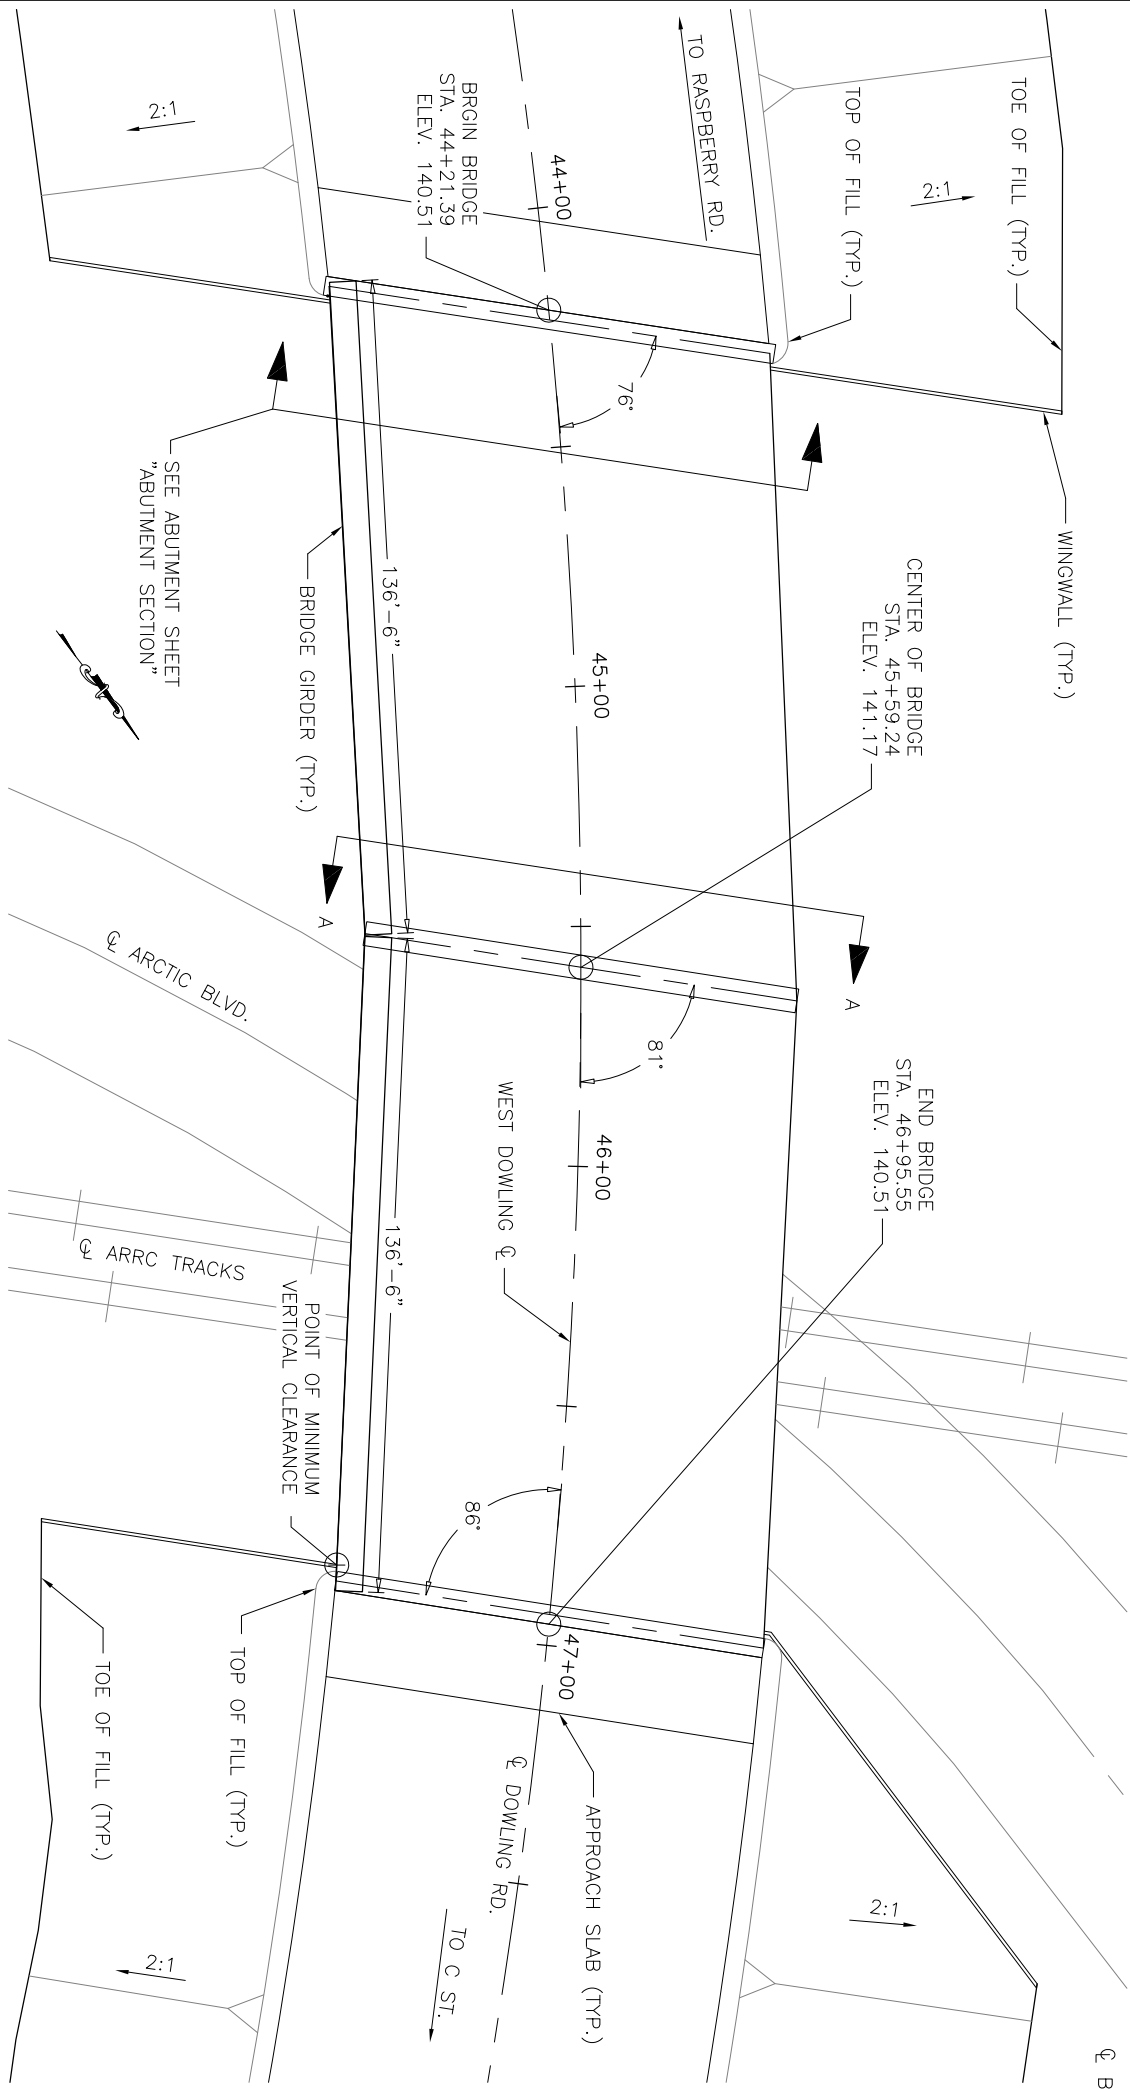 TO RASPBERRY RD.
TOP OF FILL (TYP.)
TOE OF FILL (TYP.)
2:1
2:1
BRGIN BRIDGE
STA. 44+21.39
ELEV. 140.51
44+00
76°
WINGWALL (TYP.)
SEE ABUTMENT SHEET
"ABUTMENT SECTION"
BRIDGE GIRDER (TYP.)
136'-6"
45+00
CENTER OF BRIDGE
STA. 45+59.24
ELEV. 141.17
A
A
℄ ARCTIC BLVD.
81°
WEST DOWLING ℄
46+00
END BRIDGE
STA. 46+95.55
ELEV. 140.51
℄ ARRC TRACKS
136'-6"
POINT OF MINIMUM
VERTICAL CLEARANCE
86°
47+00
TOP OF FILL (TYP.)
TOE OF FILL (TYP.)
℄ DOWLING RD.
APPROACH SLAB (TYP.)
TO C ST.
2:1
2:1
℄ B